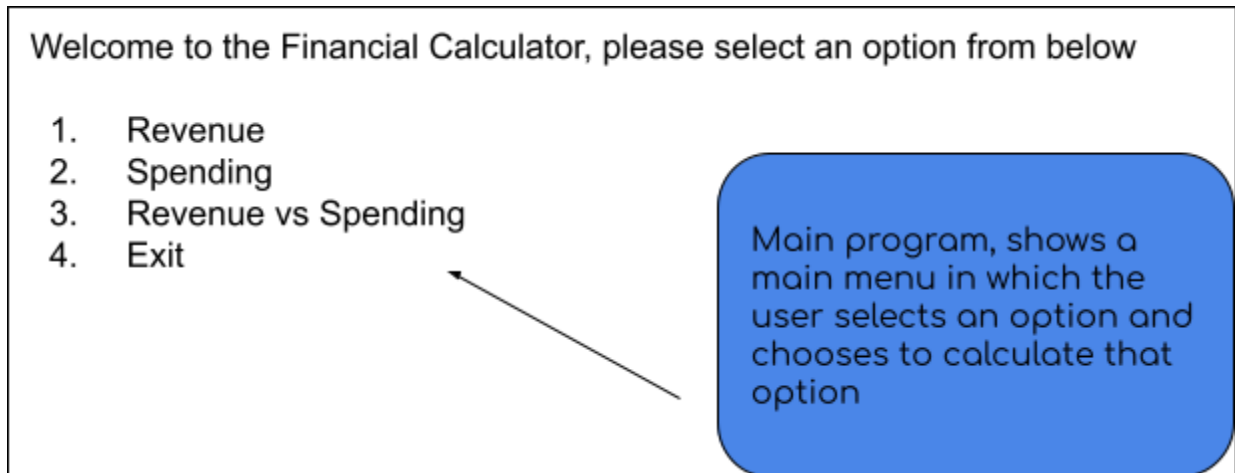 Welcome to the Financial Calculator, please select an option from below
1. Revenue
2. Spending
3. Revenue vs Spending
4. Exit
Main program, shows a
main menu in which the
user selects an option and
chooses to calculate that
option